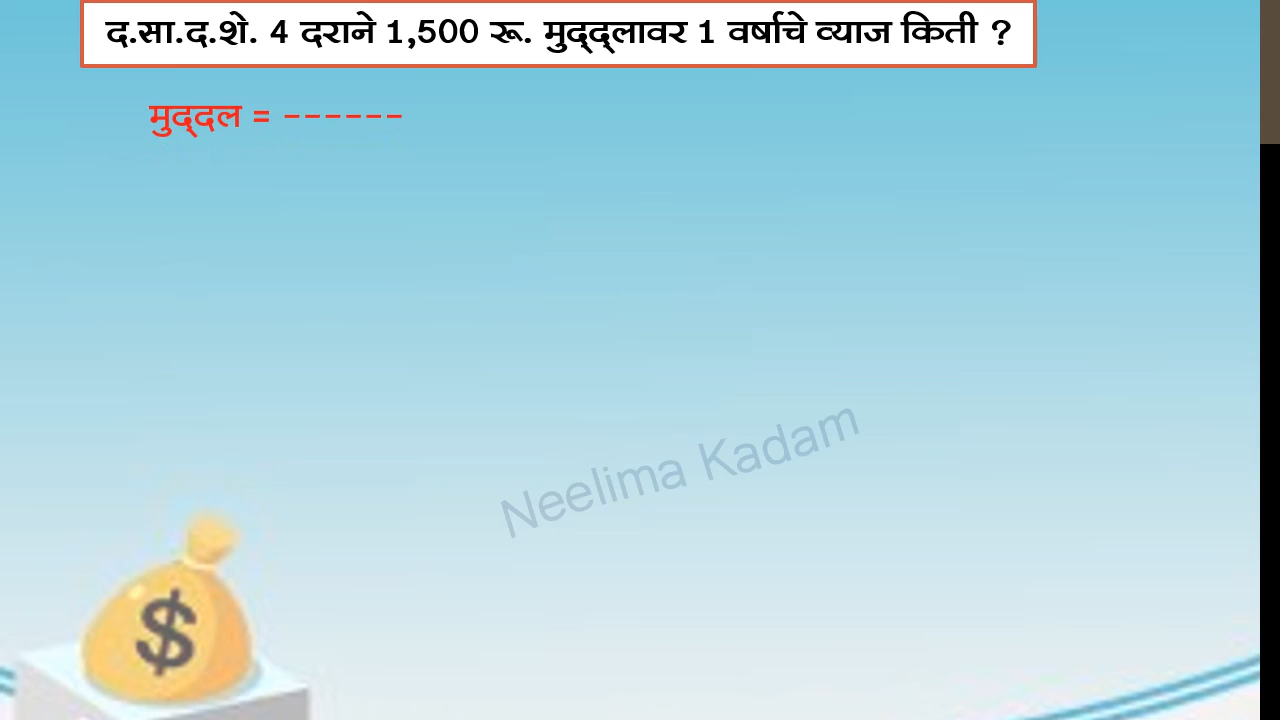 द.सा.द.शे. 4 दराने 1,500 रू. मुद्द्लावर 1 वर्षाचे व्याज किती ?
मुद्दल = ------
Neelima Kadam
$